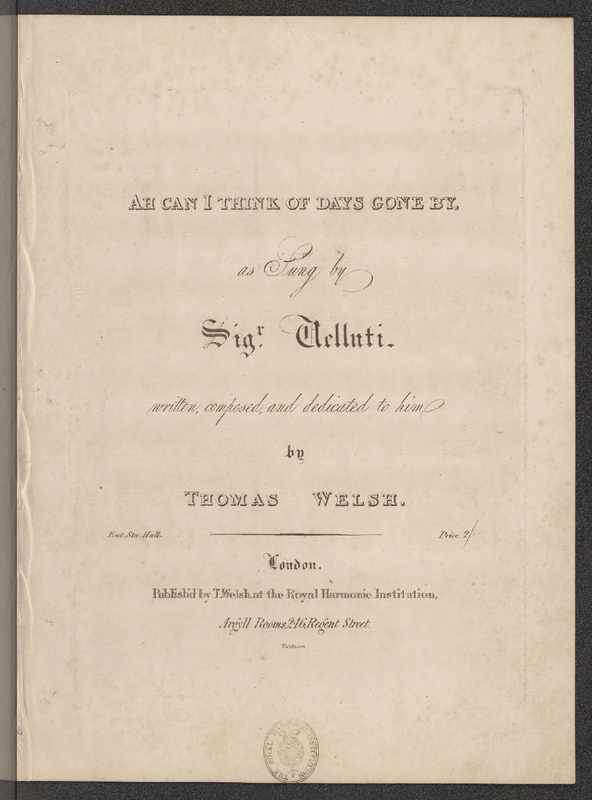 AH CAN I THINK OF DAYS GONE BY,
as Sung by
Sigr. Velluti.
written, composed, and dedicated to him
by
THOMAS WELSH.
Ent. Sta. Hall.
Price 2/
London.
Publish'd by T. Welsh, at the Royal Harmonic Institution,
Argyll Rooms, 246, Regent Street.